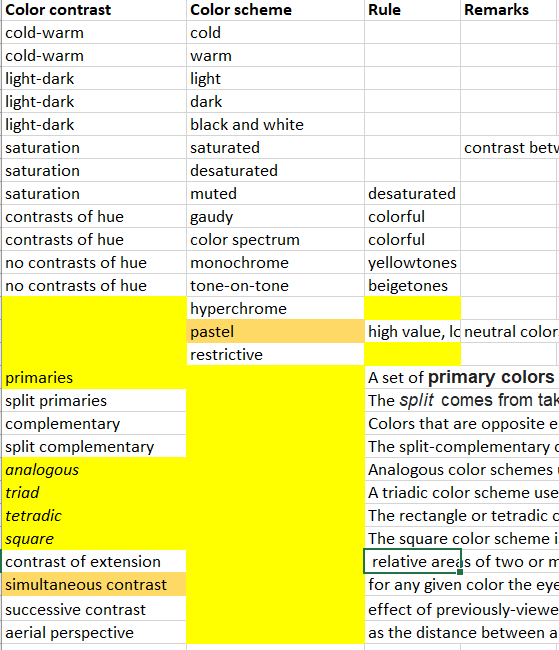 Color contrast Color scheme Rule Remarks
cold-warm cold
cold-warm warm
light-dark light
light-dark dark
light-dark black and white
saturation saturated contrast betw
saturation desaturated
saturation muted desaturated
contrasts of hue gaudy colorful
contrasts of hue color spectrum colorful
no contrasts of hue monochrome yellowtones
no contrasts of hue tone-on-tone beigetones
hyperchrome
pastel high value, lc neutral color
restrictive
primaries A set of primary colors
split primaries The split comes from tak
complementary Colors that are opposite e
split complementary The split-complementary c
analogous Analogous color schemes
triad A triadic color scheme use
tetradic The rectangle or tetradic c
square The square color scheme i
contrast of extension relative areas of two or m
simultaneous contrast for any given color the eye
successive contrast effect of previously-viewe
aerial perspective as the distance between a